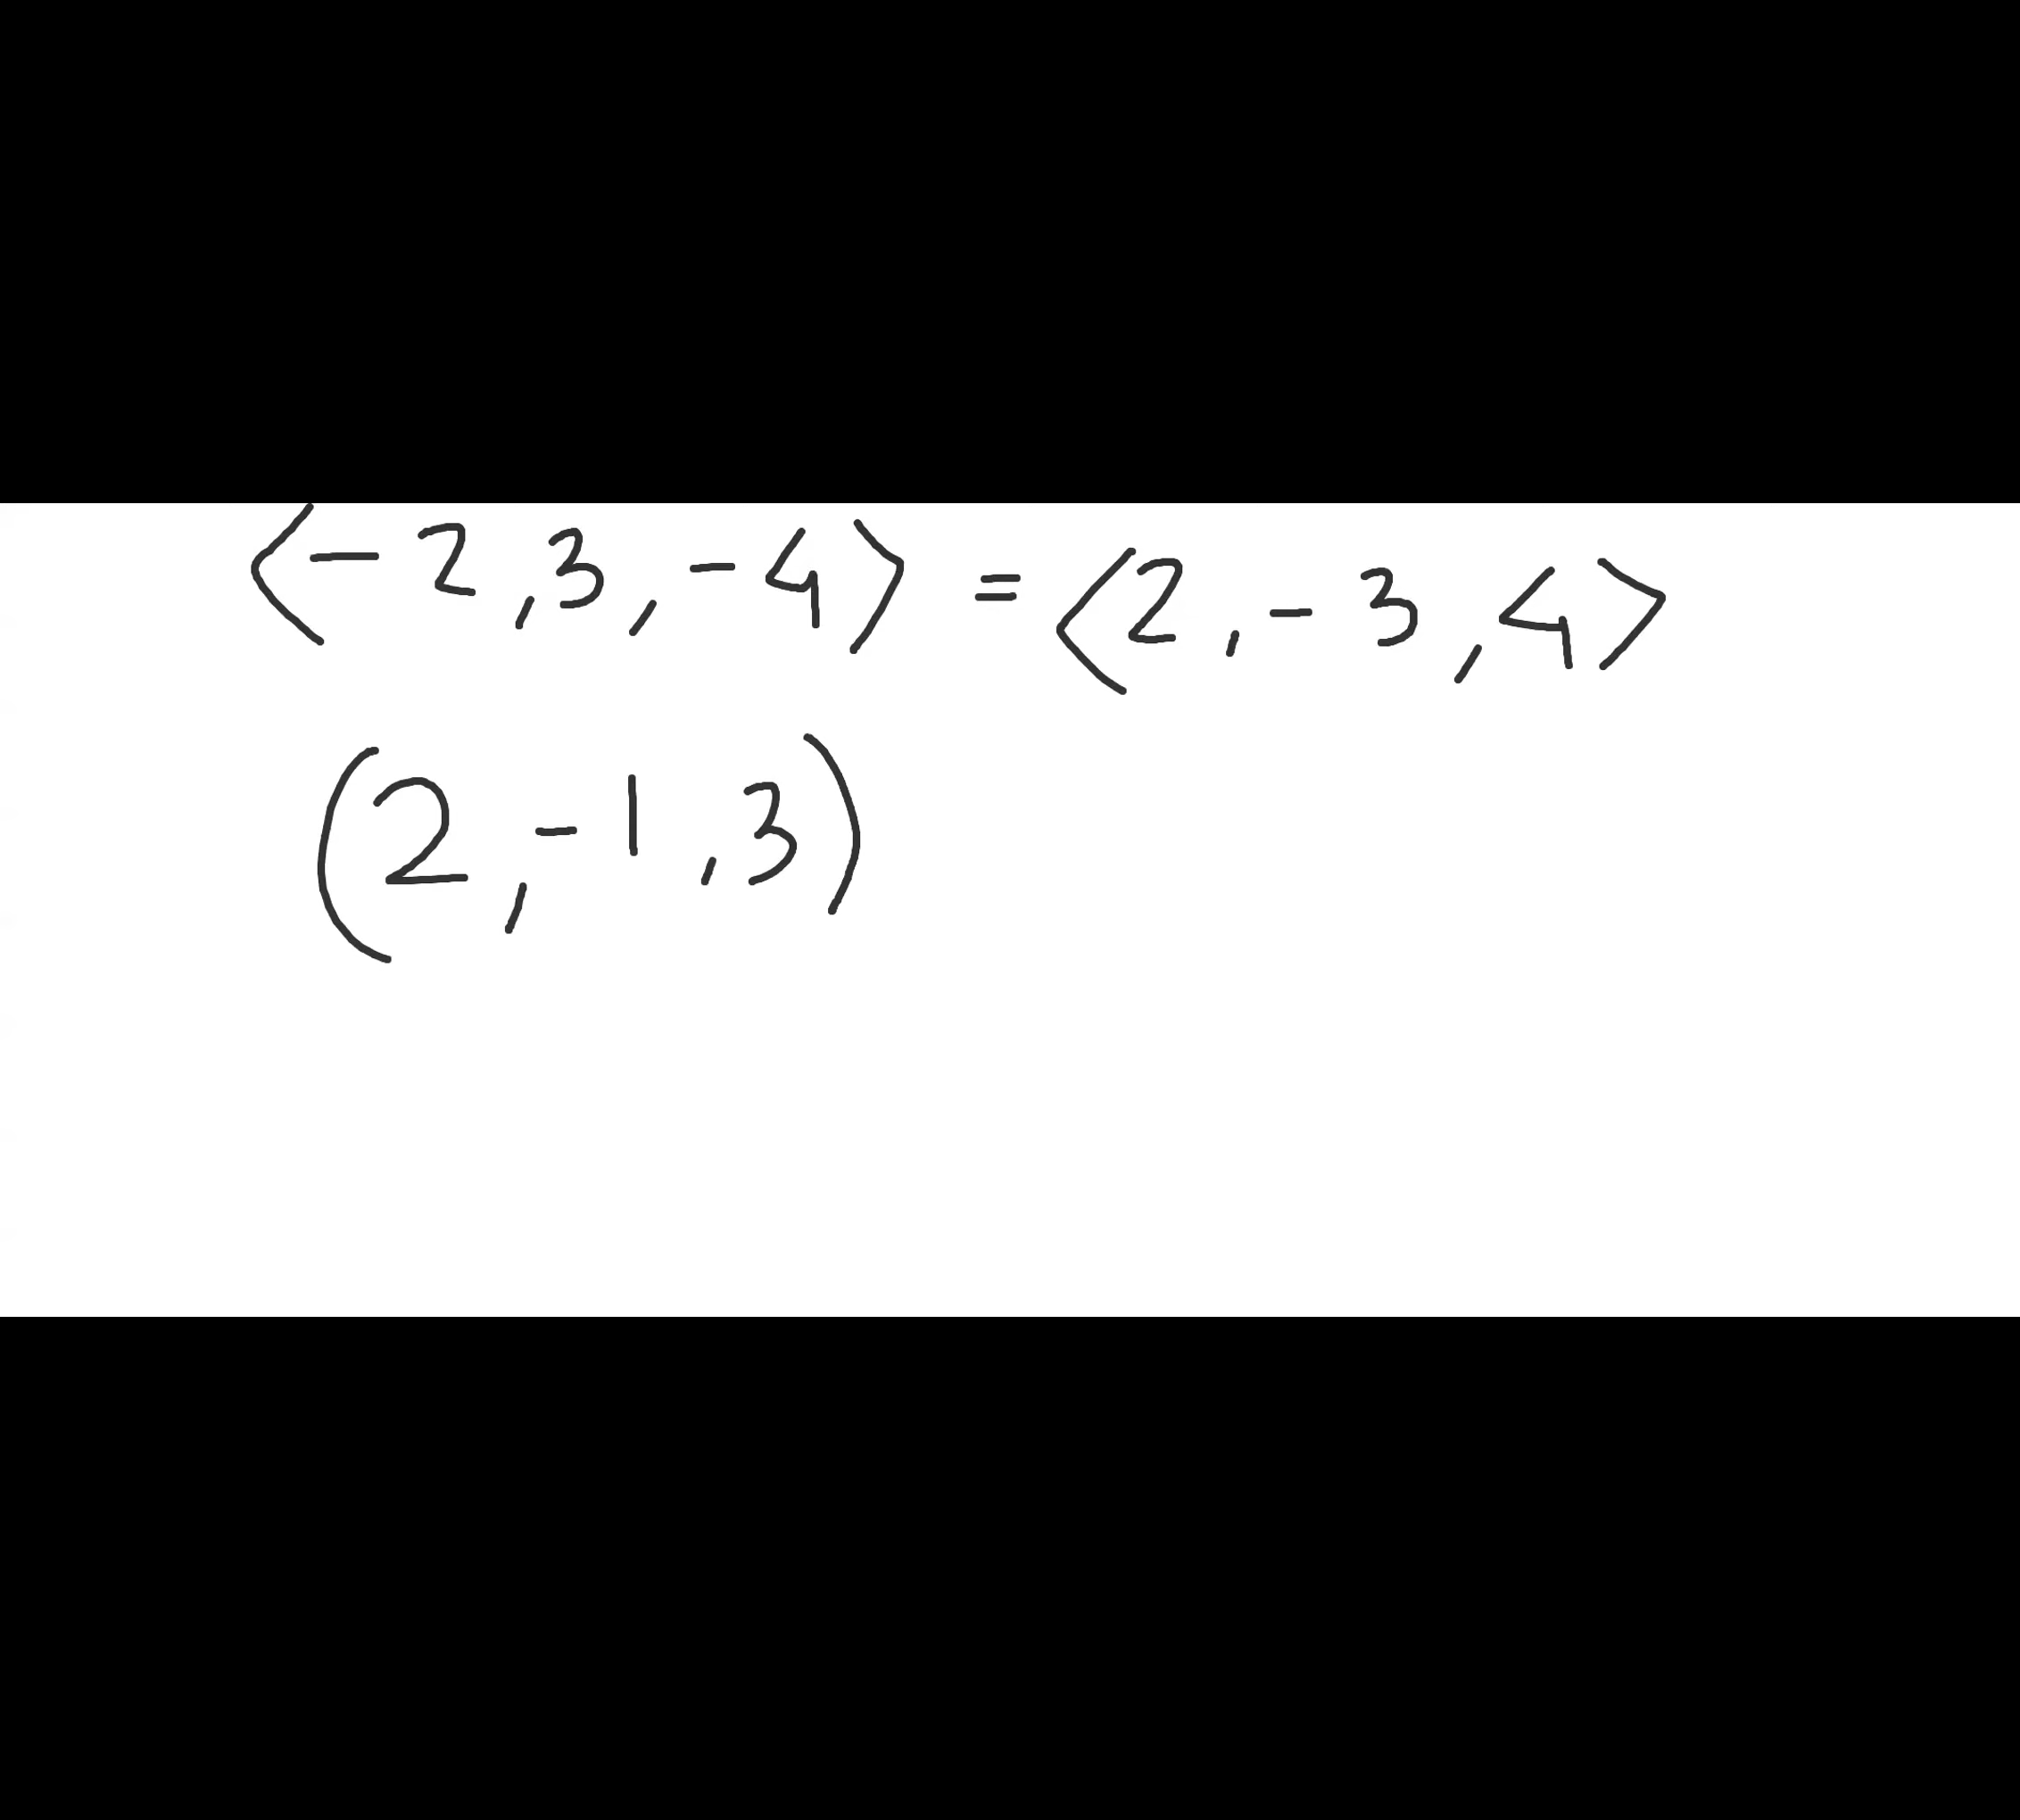 ⟨-2,3,-4⟩ = ⟨2,-3,4⟩
(2,-1,3)